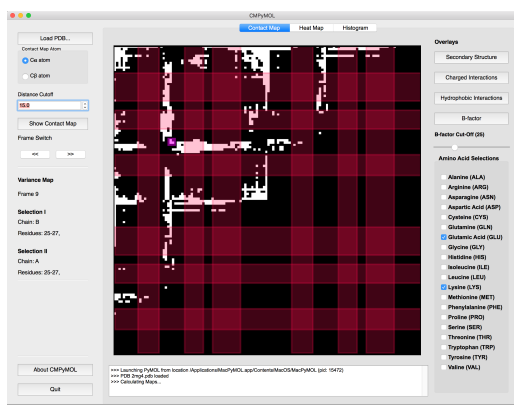 CMPyMOL
Contact Map
Heat Map
Histogram
Load PDB...
Contact Map Atom
Cα atom
Cβ atom
Distance Cutoff
15.0
Show Contact Map
Frame Switch
<<
>>
Variance Map
Frame 9
Selection I
Chain: B
Residues: 25-27,
Selection II
Chain: A
Residues: 25-27,
About CMPyMOL
Quit
>>> Launching PyMOL from location /Applications/MacPyMOL.app/Contents/MacOS/MacPyMOL (pid: 15472)
>>> PDB 2mg4.pdb loaded
>>> Calculating Maps...
Overlays
Secondary Structure
Charged Interactions
Hydrophobic Interactions
B-factor
B-factor Cut-Off (25)
Amino Acid Selections
Alanine (ALA)
Arginine (ARG)
Asparagine (ASN)
Aspartic Acid (ASP)
Cysteine (CYS)
Glutamine (GLN)
Glutamic Acid (GLU)
Glycine (GLY)
Histidine (HIS)
Isoleucine (ILE)
Leucine (LEU)
Lysine (LYS)
Methionine (MET)
Phenylalanine (PHE)
Proline (PRO)
Serine (SER)
Threonine (THR)
Tryptophan (TRP)
Tyrosine (TYR)
Valine (VAL)